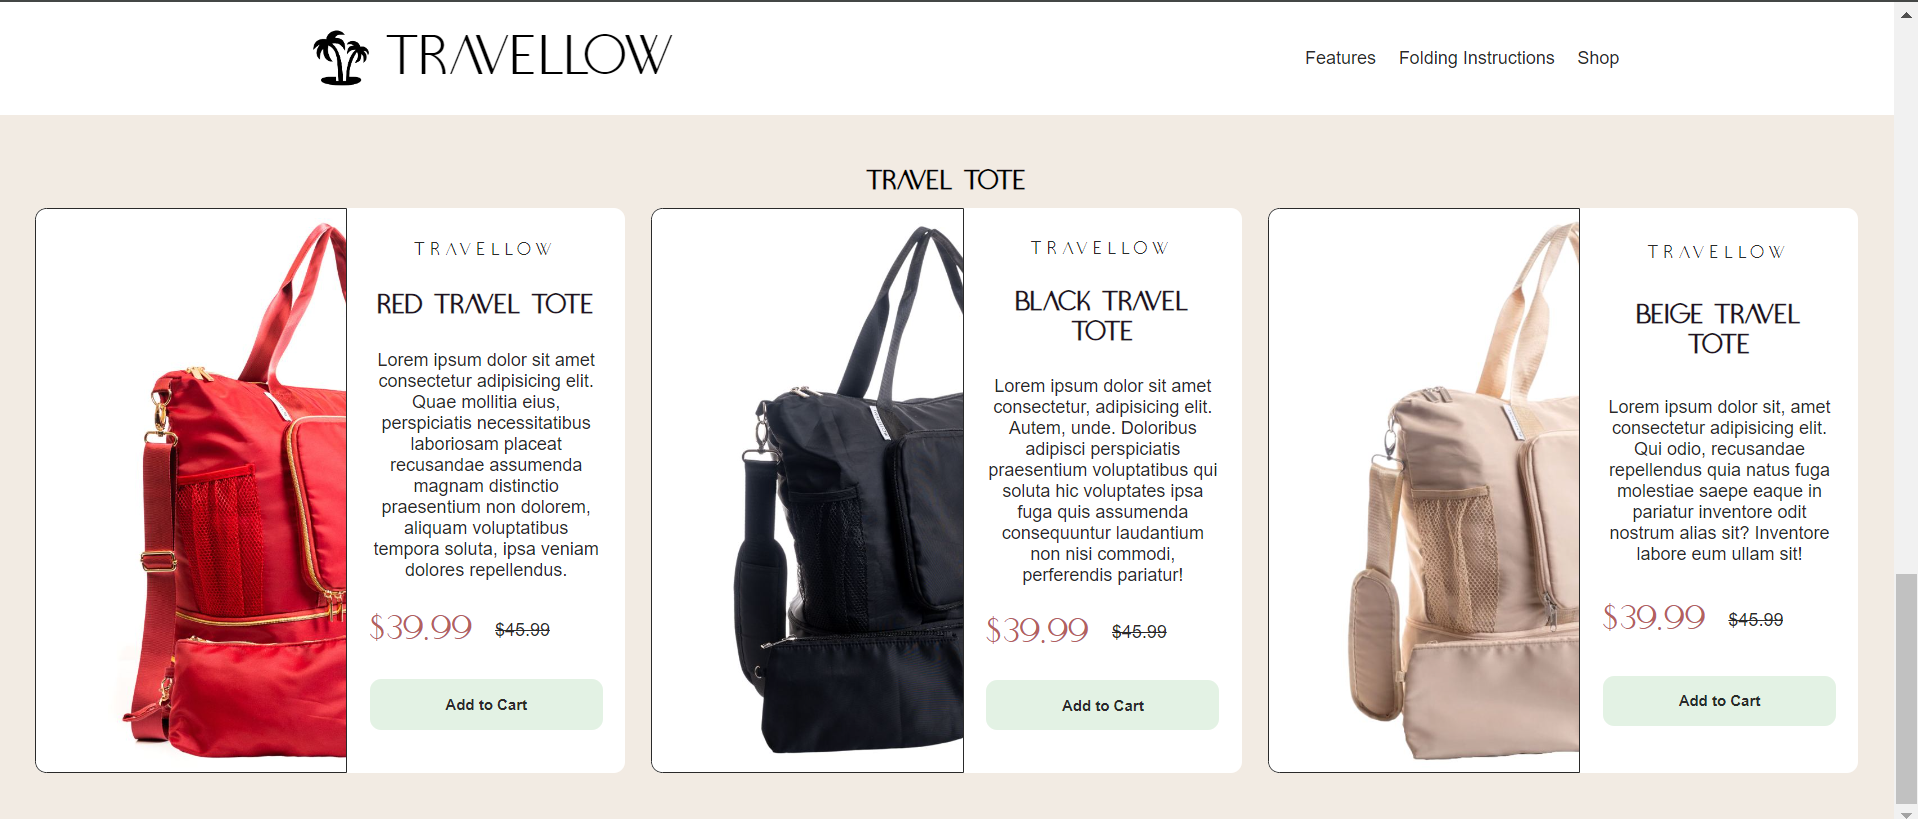 TRAVELLOW
Features Folding Instructions Shop
TRAVEL TOTE
TRAVELLOW
RED TRAVEL TOTE
Lorem ipsum dolor sit amet
consectetur adipisicing elit.
Quae mollitia eius,
perspiciatis necessitatibus
laboriosam placeat
recusandae assumenda
magnam distinctio
praesentium non dolorem,
aliquam voluptatibus
tempora soluta, ipsa veniam
dolores repellendus.
$39.99 $45.99
Add to Cart
TRAVELLOW
BLACK TRAVEL
TOTE
Lorem ipsum dolor sit amet
consectetur, adipisicing elit.
Autem, unde. Doloribus
adipisci perspiciatis
praesentium voluptatibus qui
soluta hic voluptates ipsa
fuga quis assumenda
consequuntur laudantium
non nisi commodi,
perferendis pariatur!
$39.99 $45.99
Add to Cart
TRAVELLOW
BEIGE TRAVEL
TOTE
Lorem ipsum dolor sit, amet
consectetur adipisicing elit.
Qui odio, recusandae
repellendus quia natus fuga
molestiae saepe eaque in
pariatur inventore odit
nostrum alias sit? Inventore
labore eum ullam sit!
$39.99 $45.99
Add to Cart